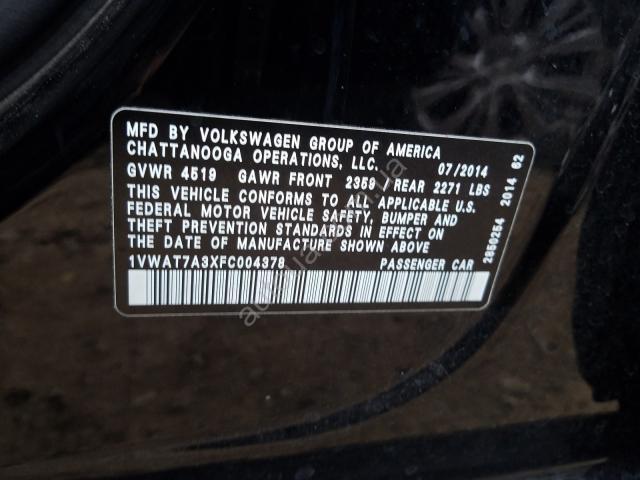 MFD BY VOLKSWAGEN GROUP OF AMERICA
CHATTANOOGA OPERATIONS, LLC. 07/2014
GVWR 4519 GAWR FRONT 2359 / REAR 2271 LBS
THIS VEHICLE CONFORMS TO ALL APPLICABLE U.S.
FEDERAL MOTOR VEHICLE SAFETY, BUMPER AND
THEFT PREVENTION STANDARDS IN EFFECT ON
THE DATE OF MANUFACTURE SHOWN ABOVE
1VWAT7A3XFC004378 PASSENGER CAR
2850254 2014 82